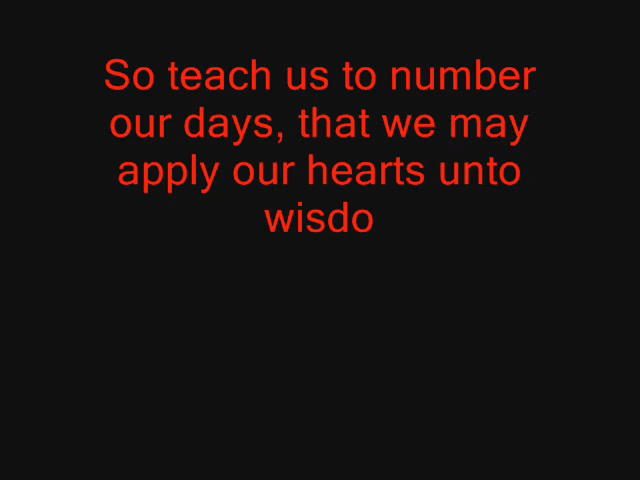 So teach us to number
our days, that we may
apply our hearts unto
wisdo